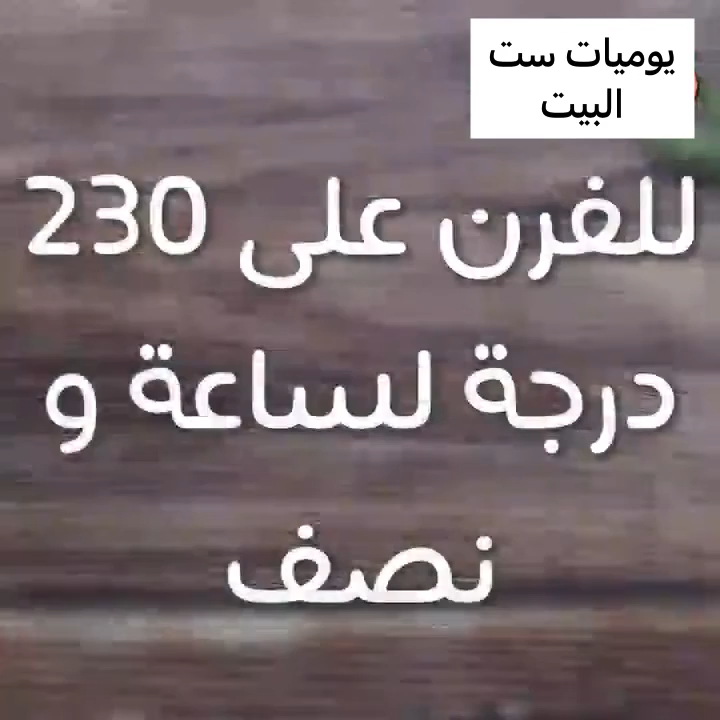 يوميات ست
البيت
للفرن على 230
درجة لساعة و
نصف